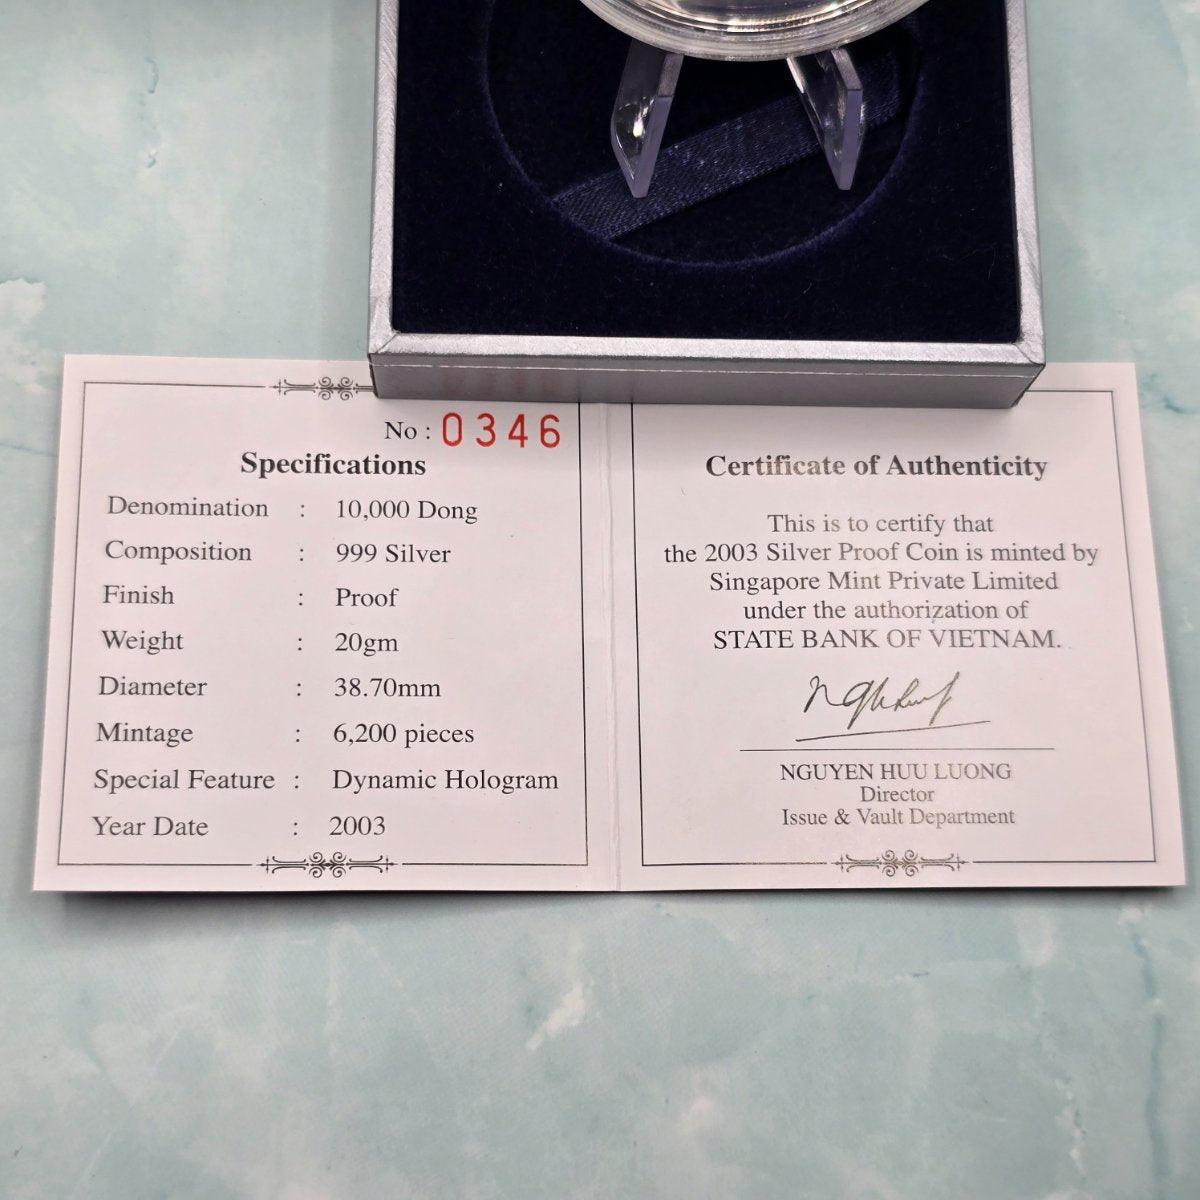 No : 0346
Specifications
Denomination : 10,000 Dong
Composition : 999 Silver
Finish : Proof
Weight : 20gm
Diameter : 38.70mm
Mintage : 6,200 pieces
Special Feature : Dynamic Hologram
Year Date : 2003
Certificate of Authenticity
This is to certify that
the 2003 Silver Proof Coin is minted by
Singapore Mint Private Limited
under the authorization of
STATE BANK OF VIETNAM.
NGUYEN HUU LUONG
Director
Issue & Vault Department